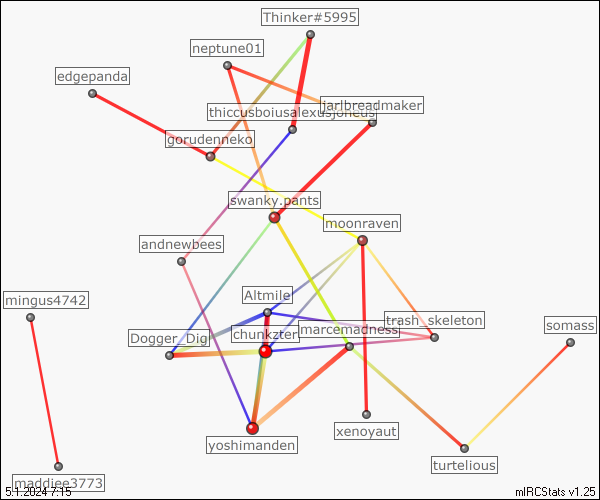 Thinker#5995
neptune01
edgepanda
jarlbreadmaker
thiccusboiusalexusjoneus
gorudenneko
swanky.pants
moonraven
andnewbees
Altmile
mingus4742
trash_skeleton
somass
Dogger_Dig
chunkzter
marcemadness
xenoyaut
yoshimanden
turtelious
maddiee3773
5.1.2024 7:15
mIRCStats v1.25